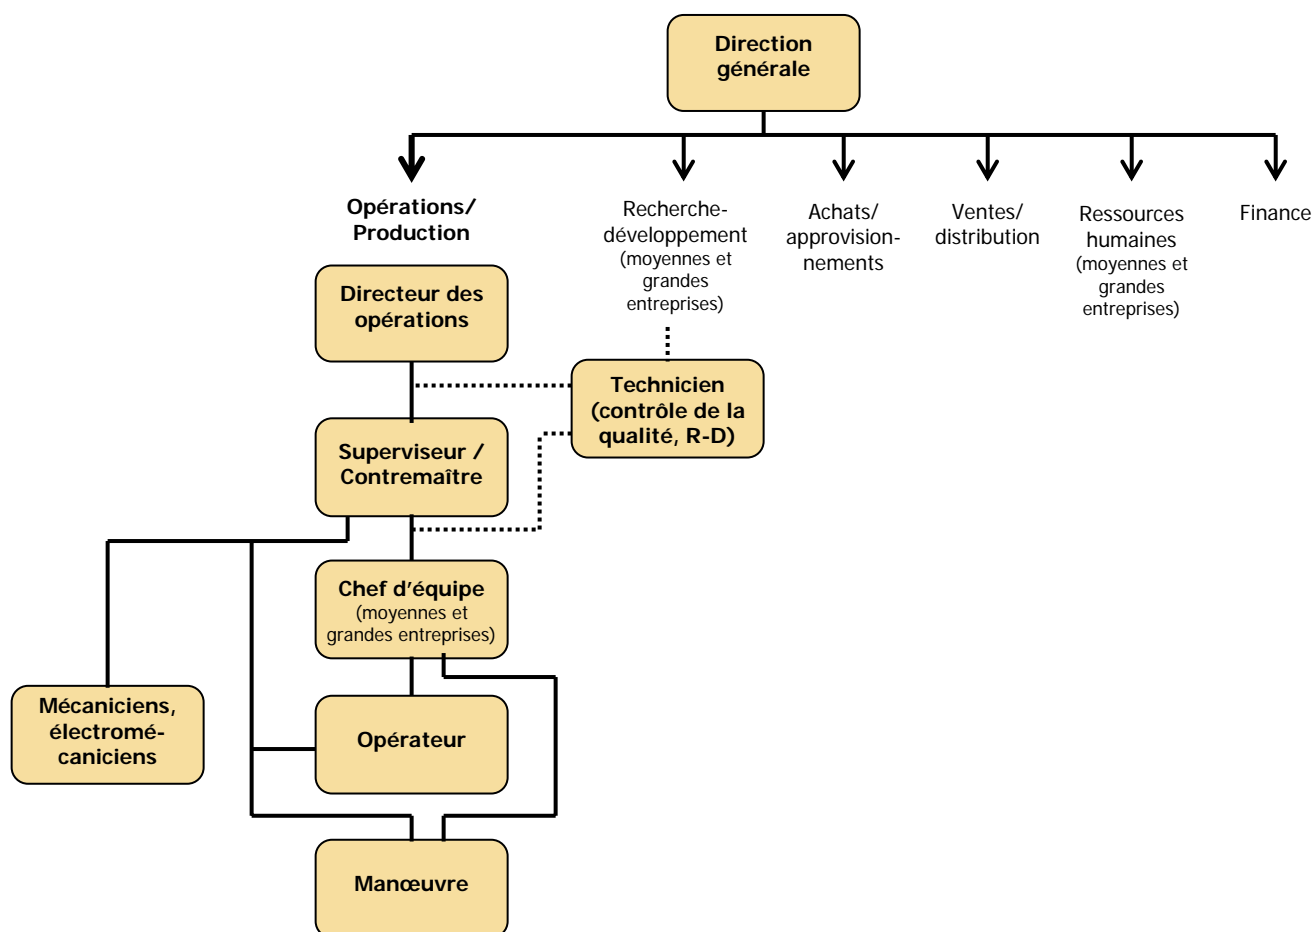 Direction
générale
Opérations/
Production
Recherche-
développement
(moyennes et
grandes
entreprises)
Achats/
approvision-
nements
Ventes/
distribution
Ressources
humaines
(moyennes et
grandes
entreprises)
Finance
Directeur des
opérations
Technicien
(contrôle de la
qualité, R-D)
Superviseur /
Contremaître
Chef d’équipe
(moyennes et
grandes entreprises)
Mécaniciens,
électromé-
caniciens
Opérateur
Manœuvre